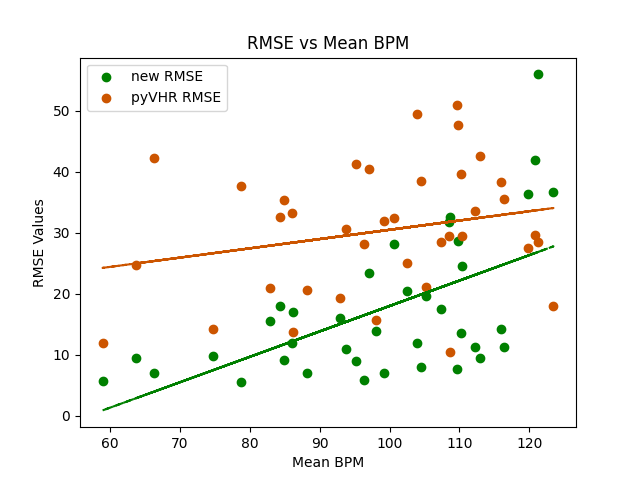 RMSE vs Mean BPM
new RMSE
pyVHR RMSE
RMSE Values
50
40
30
20
10
0
60 70 80 90 100 110 120
Mean BPM